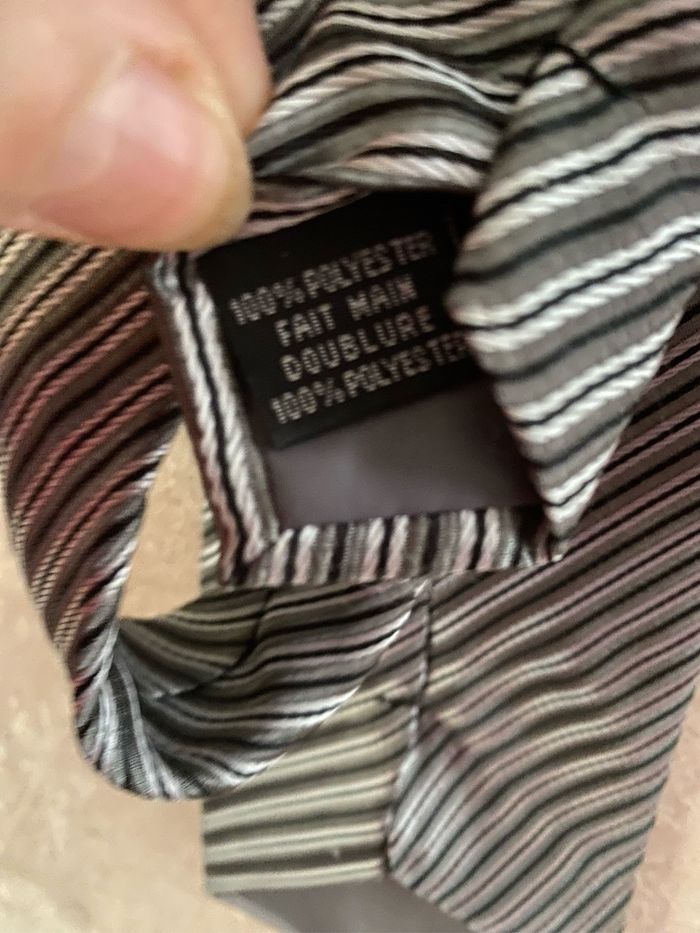 100% POLYESTER
FAIT MAIN
DOUBLURE
100% POLYESTER